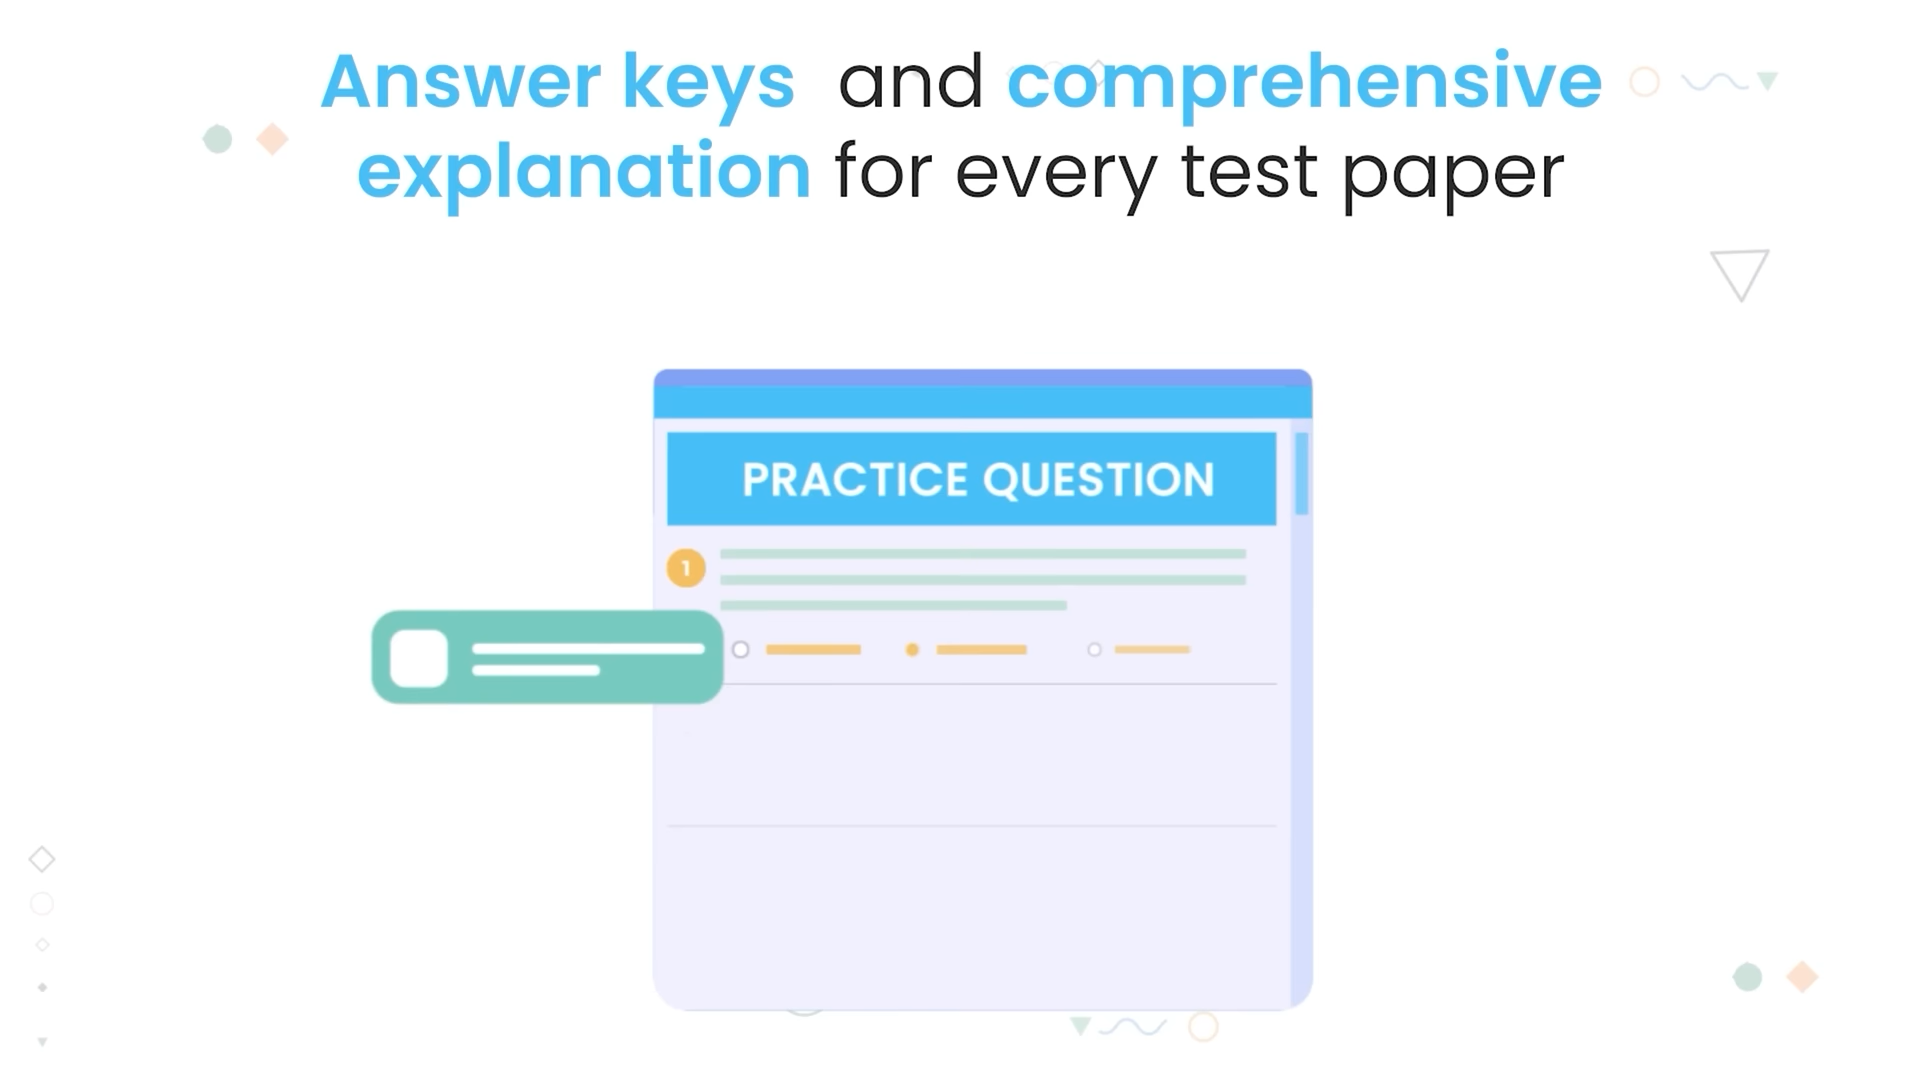 Answer keys and comprehensive
explanation for every test paper
PRACTICE QUESTION
1